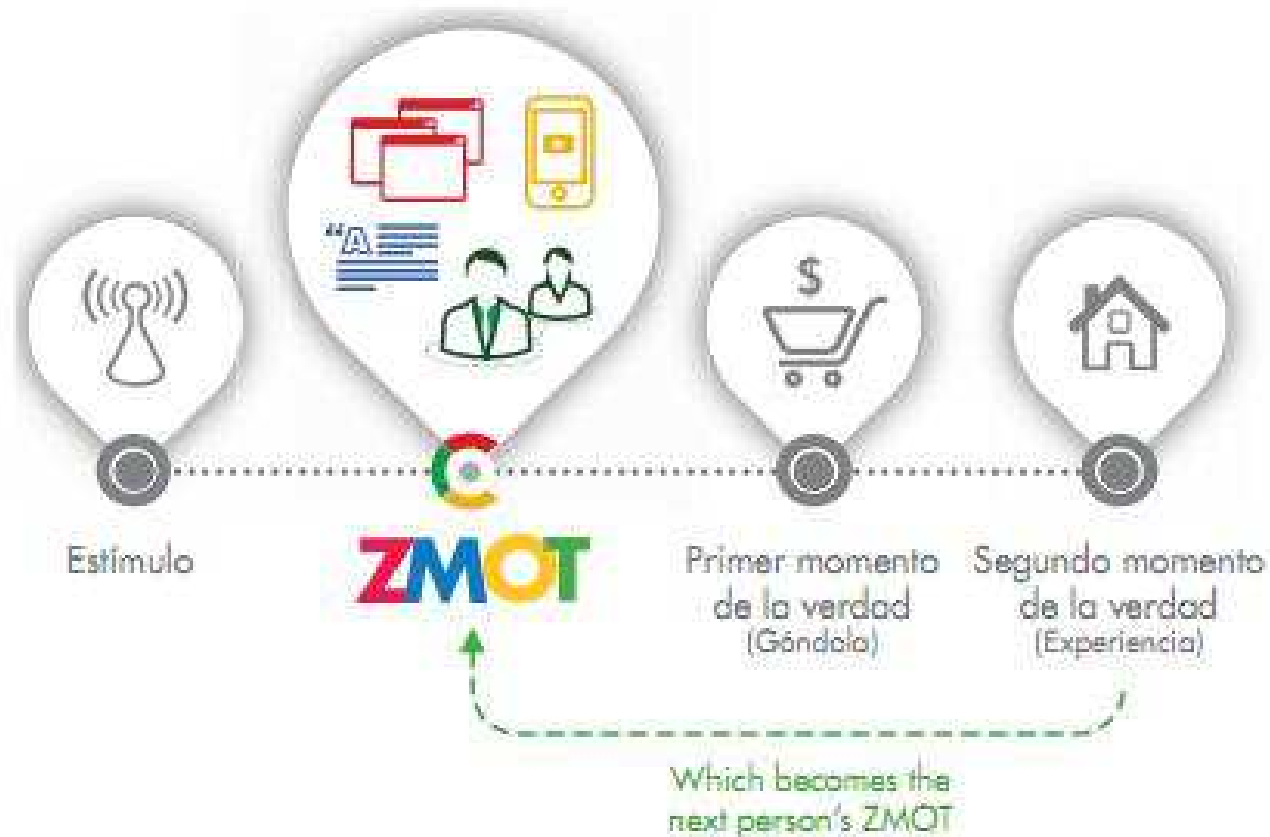 “A
$
Estímulo
ZMOT
Primer momento
de la verdad
(Góndola)
Segundo momento
de la verdad
(Experiencia)
Which becomes the
next person's ZMOT